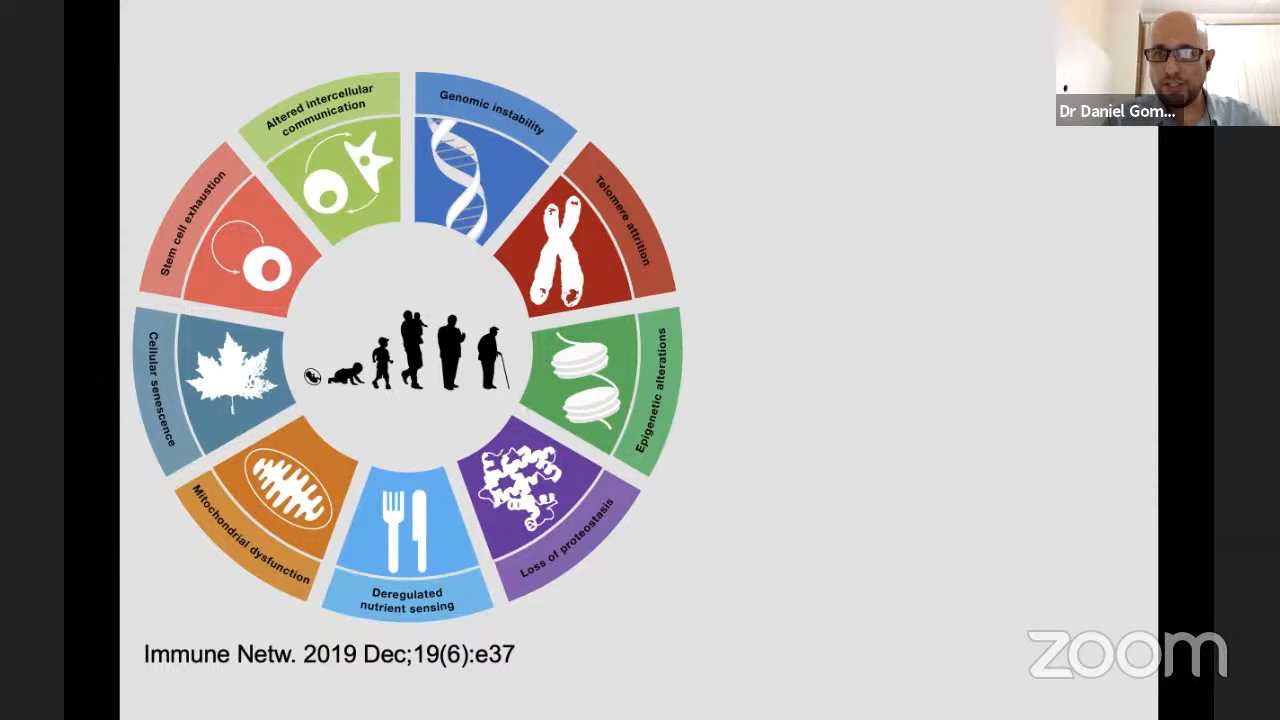 Altered intercellular
communication
Genomic instability
Telomere attrition
Epigenetic alterations
Loss of proteostasis
Deregulated
nutrient sensing
Mitochondrial dysfunction
Cellular senescence
Stem cell exhaustion
Immune Netw. 2019 Dec;19(6):e37
Dr Daniel Gom...
zoom